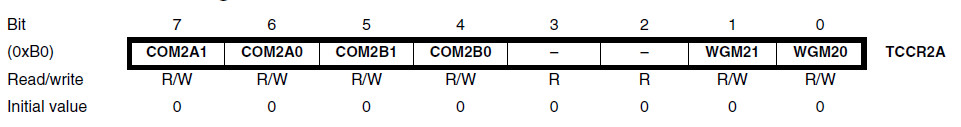 Bit 7 6 5 4 3 2 1 0
(0xB0) COM2A1 COM2A0 COM2B1 COM2B0 – – WGM21 WGM20 TCCR2A
Read/write R/W R/W R/W R/W R R R/W R/W
Initial value 0 0 0 0 0 0 0 0